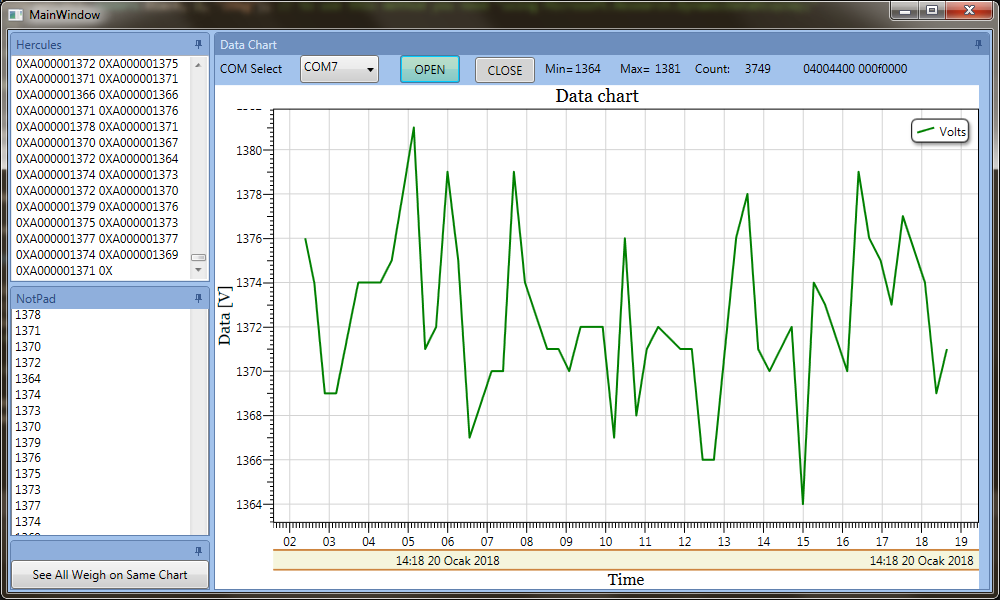 MainWindow
Hercules
0XA000001372 0XA000001375
0XA000001371 0XA000001371
0XA000001366 0XA000001366
0XA000001371 0XA000001376
0XA000001378 0XA000001371
0XA000001370 0XA000001367
0XA000001372 0XA000001364
0XA000001374 0XA000001373
0XA000001372 0XA000001370
0XA000001379 0XA000001376
0XA000001375 0XA000001373
0XA000001377 0XA000001377
0XA000001374 0XA000001369
0XA000001371 0X
NotPad
1378
1371
1370
1372
1364
1374
1373
1370
1379
1376
1375
1373
1377
1374
See All Weigh on Same Chart
Data Chart
COM Select COM7 OPEN CLOSE Min= 1364 Max= 1381 Count: 3749 04004400 000f0000
Data chart
Volts
1380
1378
1376
1374
1372
1370
1368
1366
1364
Data [V]
02 03 04 05 06 07 08 09 10 11 12 13 14 15 16 17 18 19
14:18 20 Ocak 2018 14:18 20 Ocak 2018
Time